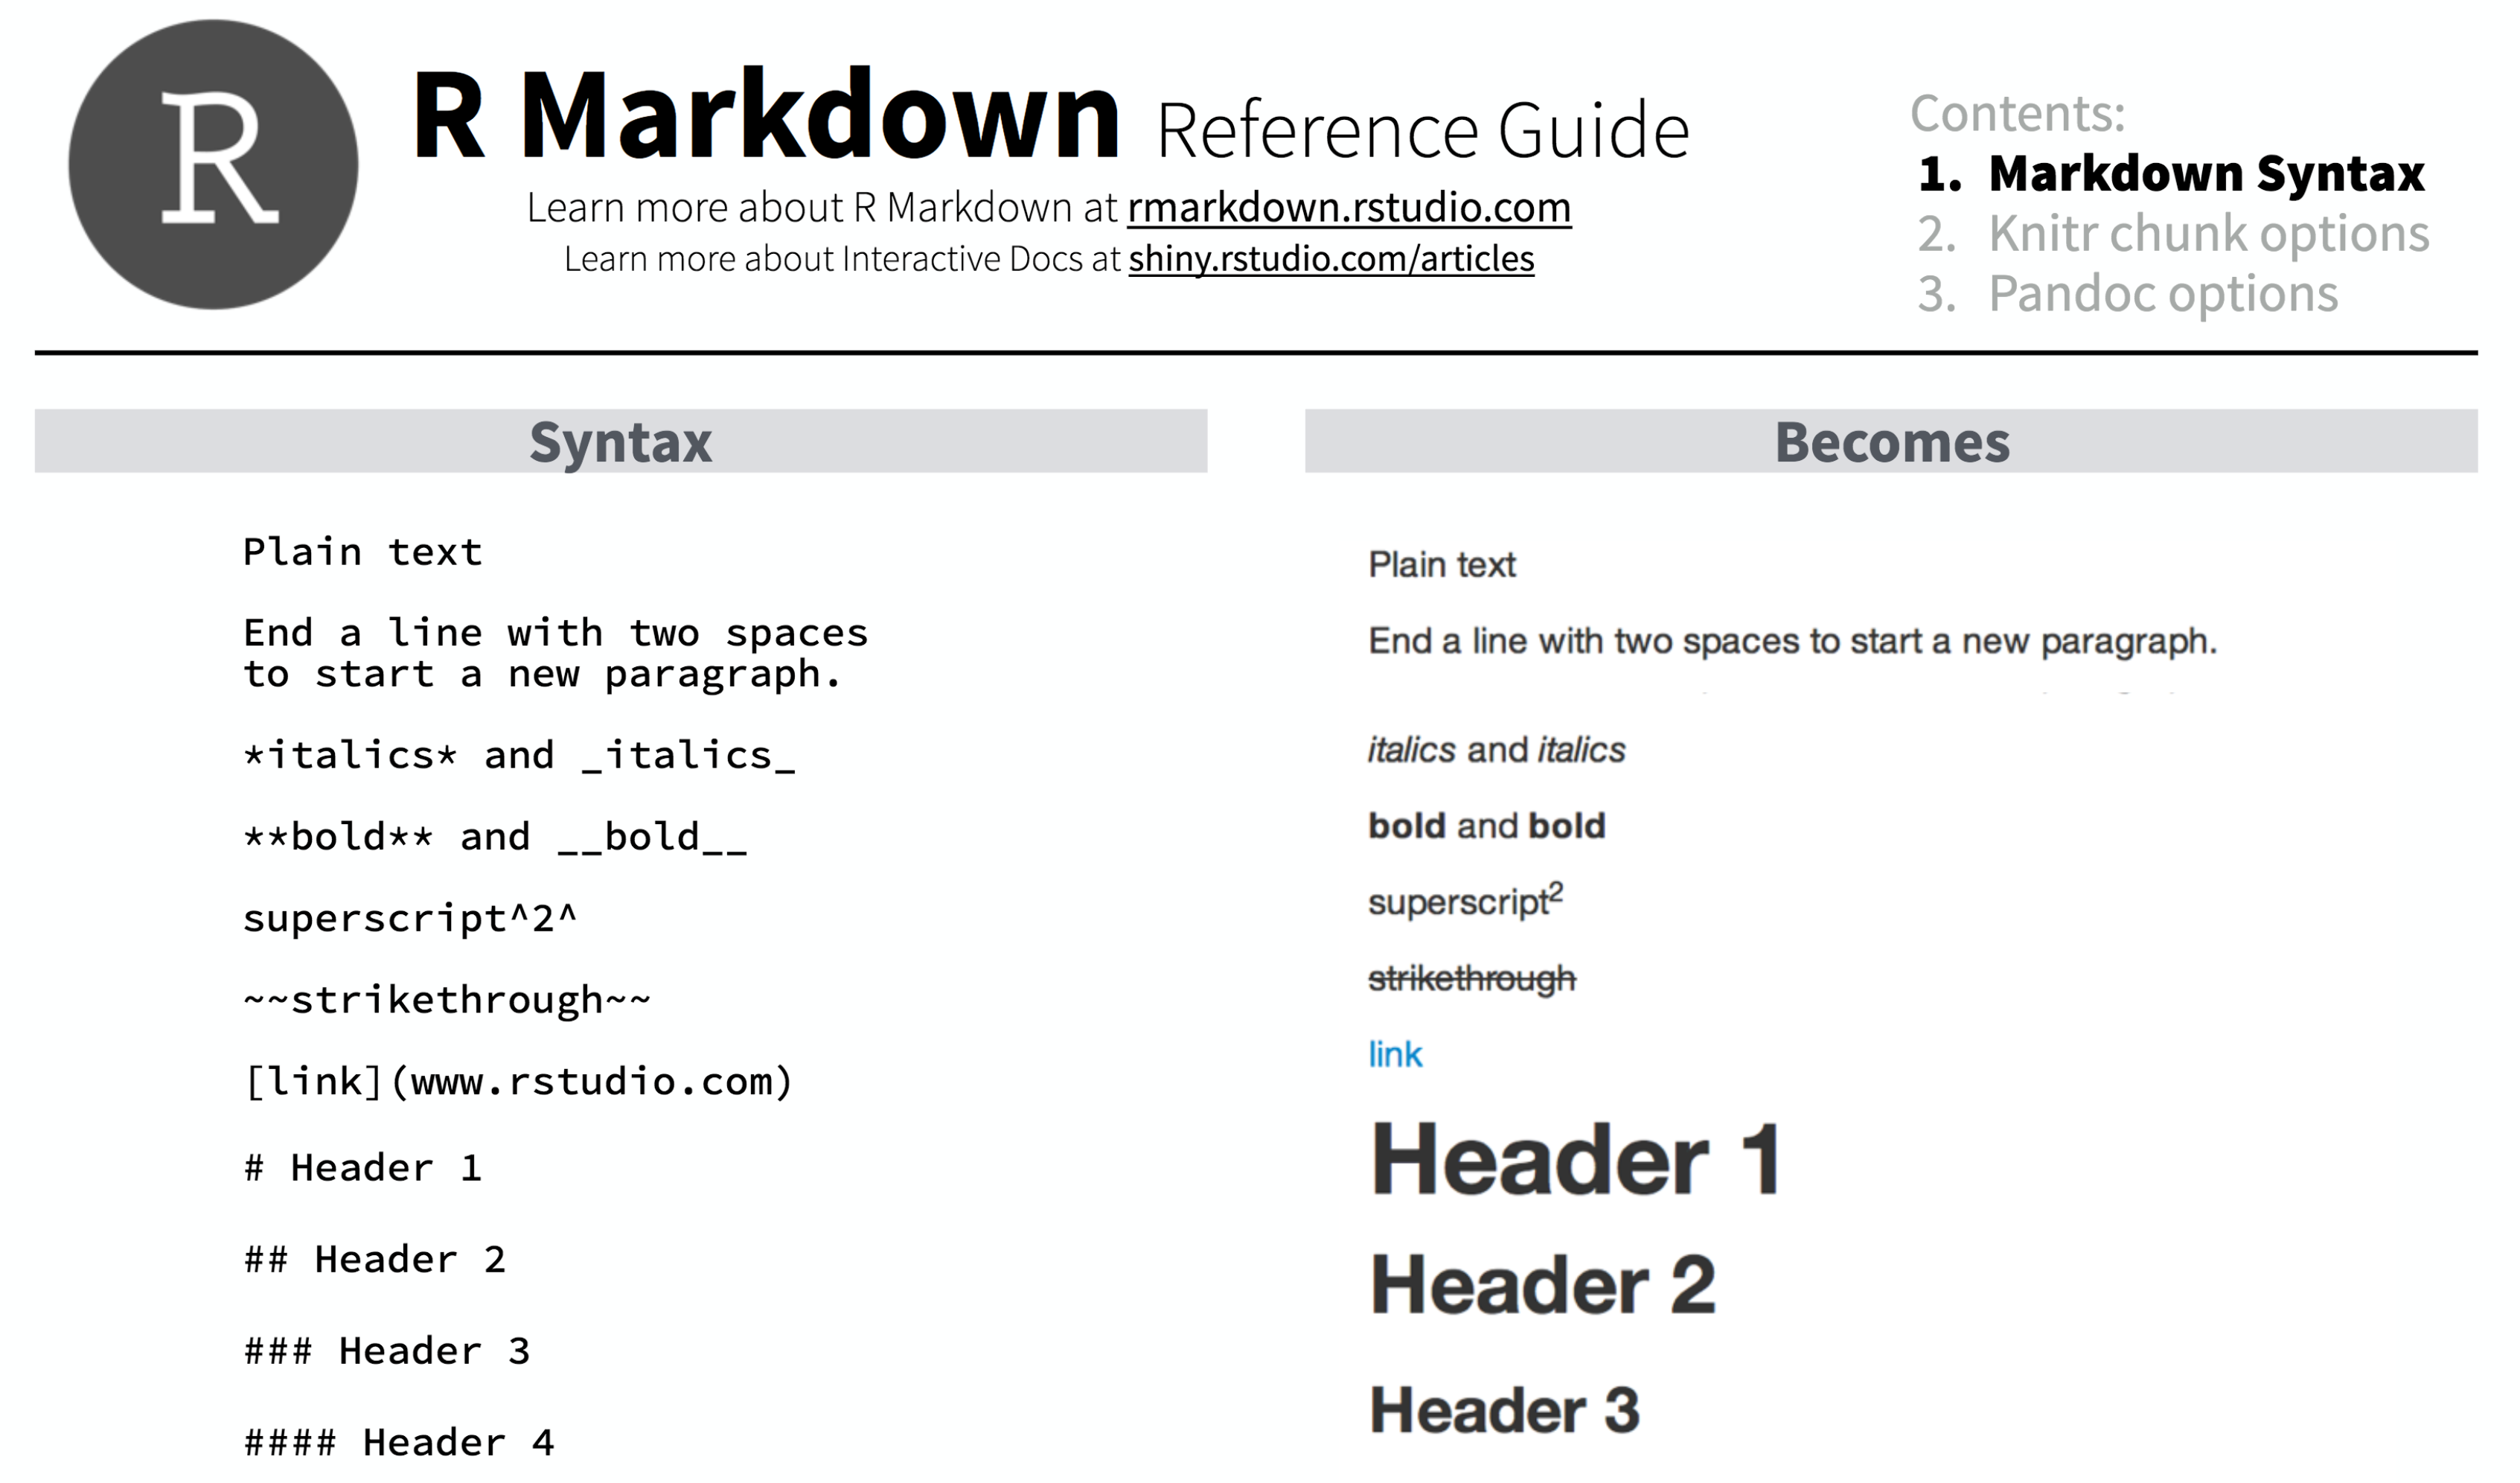 R
R Markdown Reference Guide
Learn more about R Markdown at rmarkdown.rstudio.com
Learn more about Interactive Docs at shiny.rstudio.com/articles
Contents:
1. Markdown Syntax
2. Knitr chunk options
3. Pandoc options
Syntax
Plain text
End a line with two spaces
to start a new paragraph.
*italics* and _italics_
**bold** and __bold__
superscript^2^
~~strikethrough~~
[link](www.rstudio.com)
# Header 1
## Header 2
### Header 3
#### Header 4
Becomes
Plain text
End a line with two spaces to start a new paragraph.
italics and italics
bold and bold
superscript2
strikethrough
link
Header 1
Header 2
Header 3